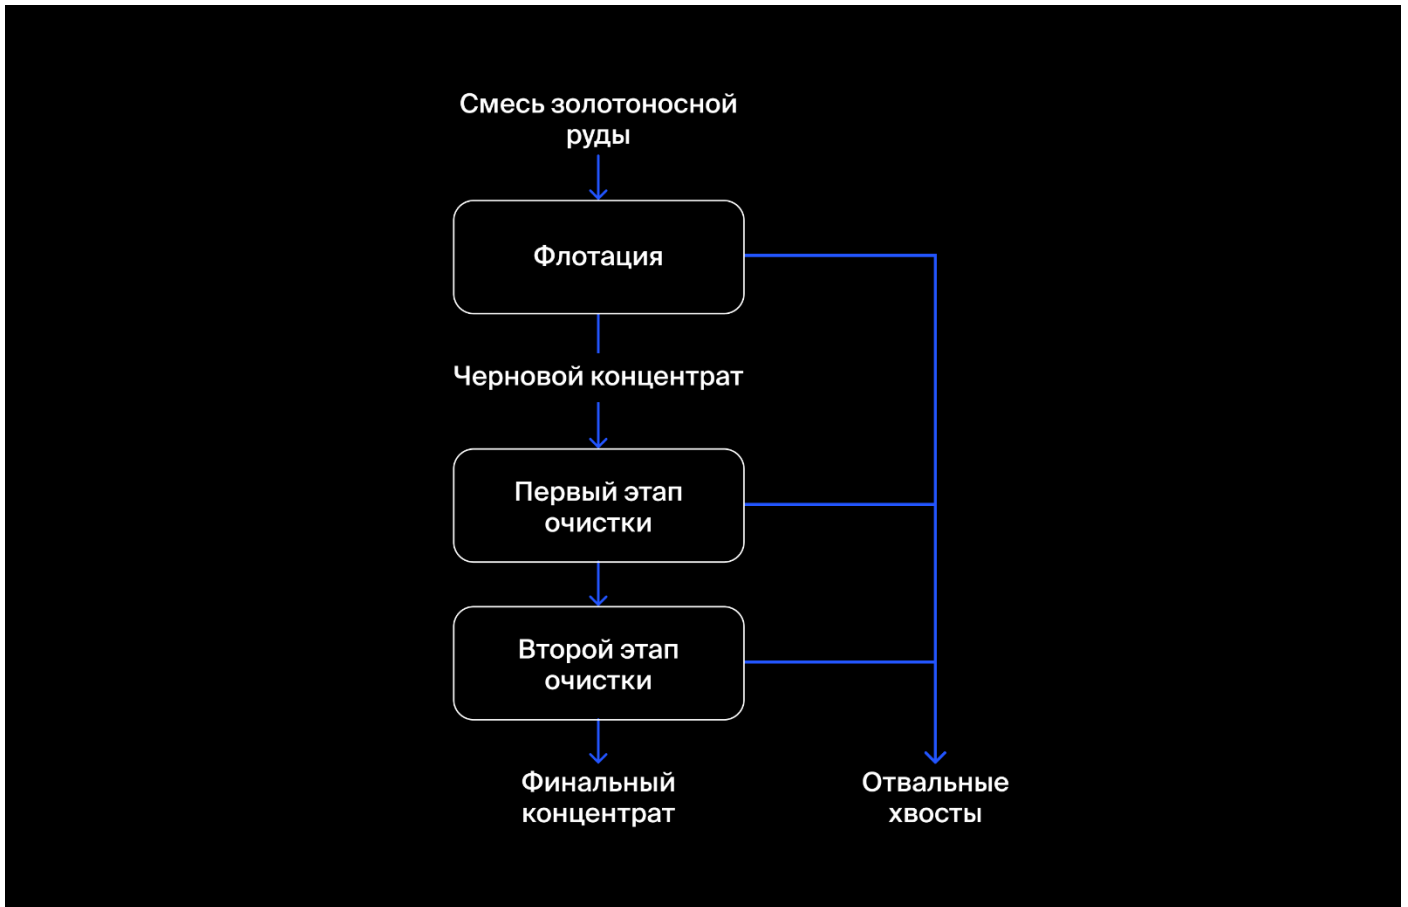 Смесь золотоносной
руды
Флотация
Черновой концентрат
Первый этап
очистки
Второй этап
очистки
Финальный
концентрат
Отвальные
хвосты